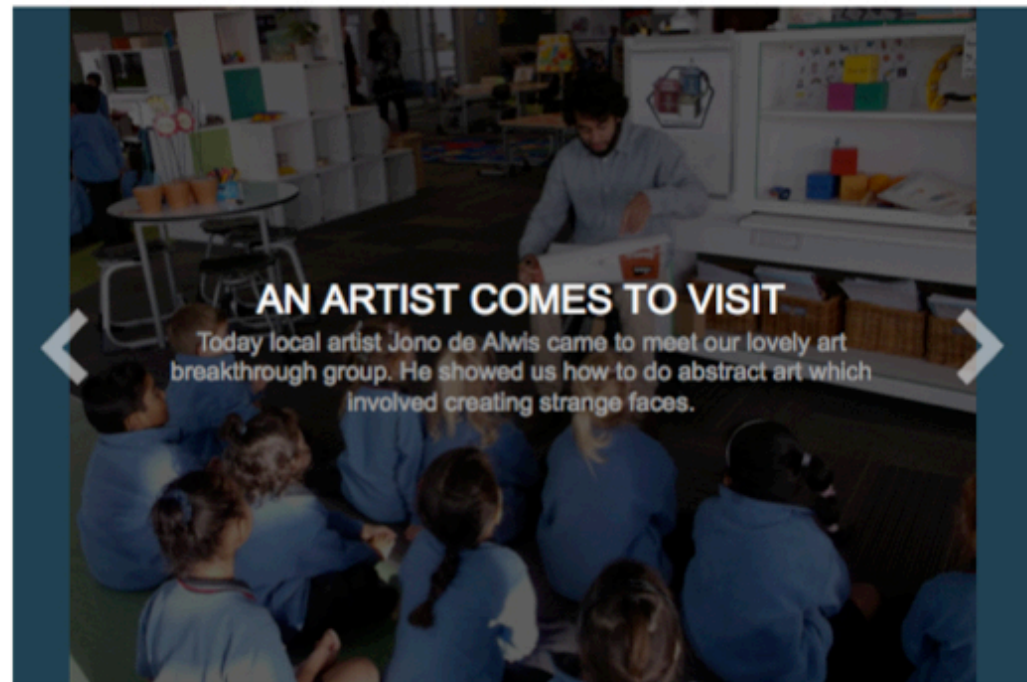 AN ARTIST COMES TO VISIT
Today local artist Jono de Alwis came to meet our lovely art
breakthrough group. He showed us how to do abstract art which
involved creating strange faces.